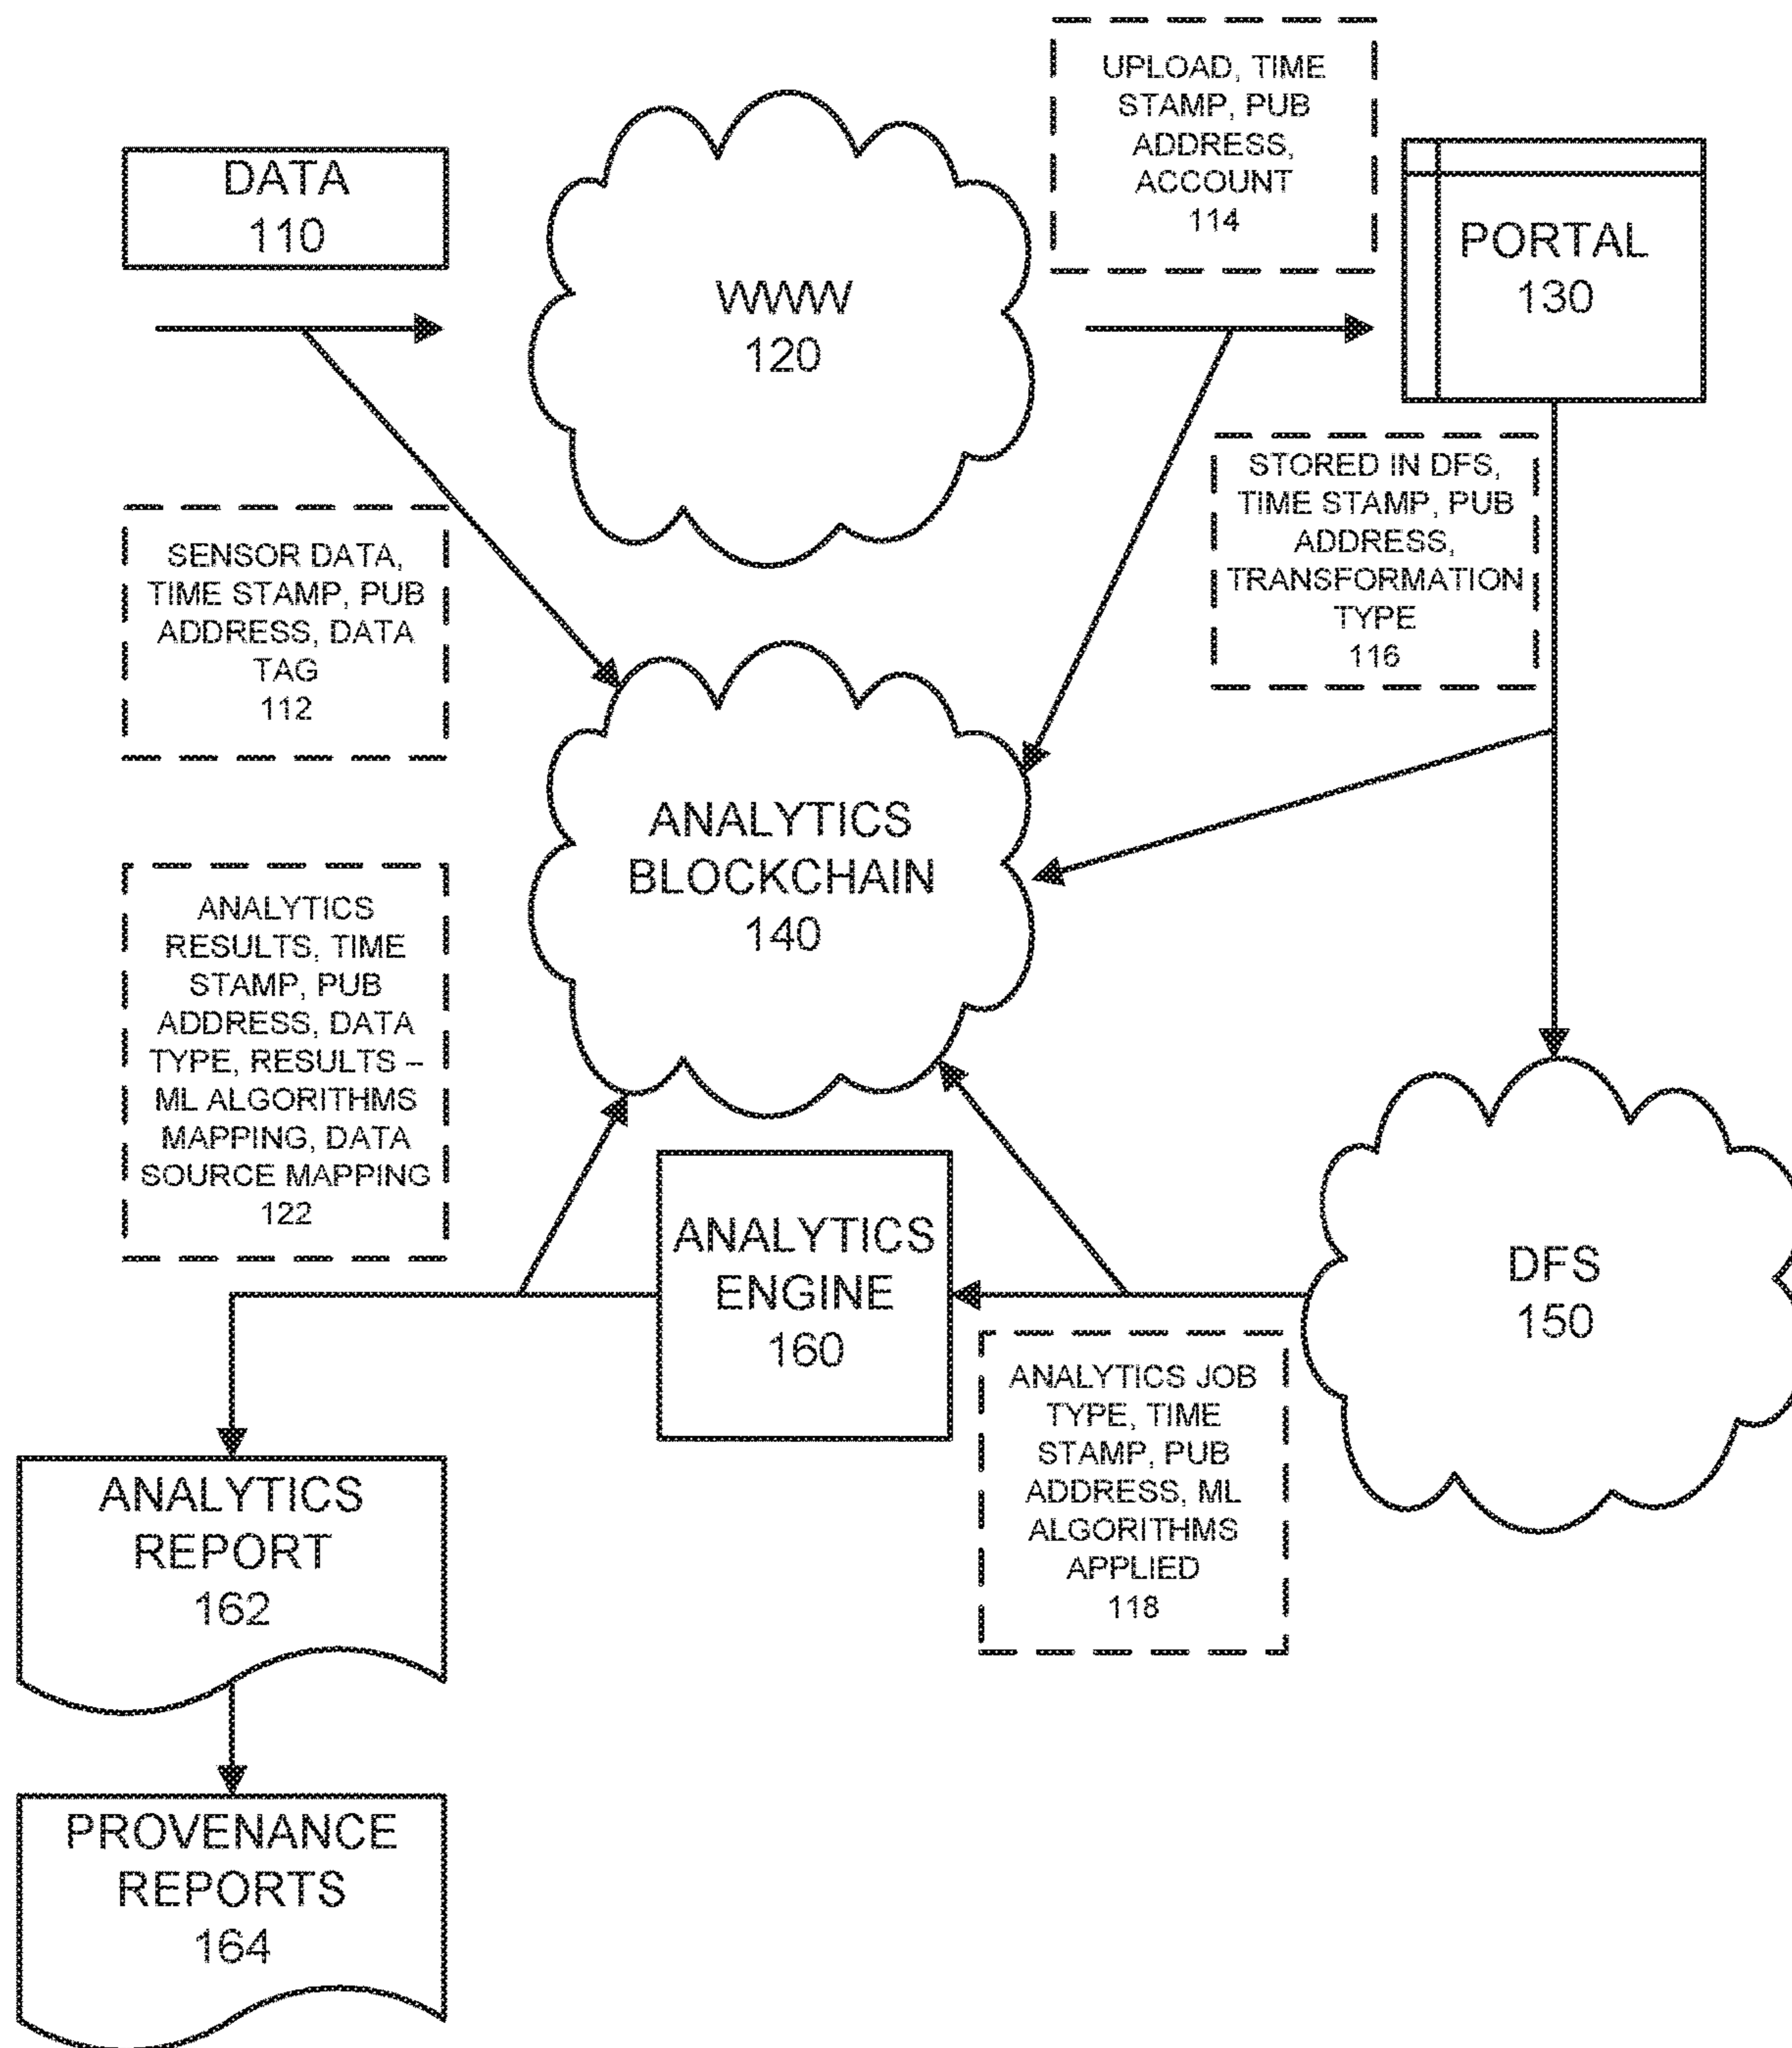 UPLOAD, TIME
STAMP, PUB
ADDRESS,
ACCOUNT
114
DATA
110
WWW
120
PORTAL
130
STORED IN DFS,
TIME STAMP, PUB
ADDRESS,
TRANSFORMATION
TYPE
116
SENSOR DATA,
TIME STAMP, PUB
ADDRESS, DATA
TAG
112
ANALYTICS
BLOCKCHAIN
140
ANALYTICS
RESULTS, TIME
STAMP, PUB
ADDRESS, DATA
TYPE, RESULTS –
ML ALGORITHMS
MAPPING, DATA
SOURCE MAPPING
122
ANALYTICS
ENGINE
160
DFS
150
ANALYTICS JOB
TYPE, TIME
STAMP, PUB
ADDRESS, ML
ALGORITHMS
APPLIED
118
ANALYTICS
REPORT
162
PROVENANCE
REPORTS
164